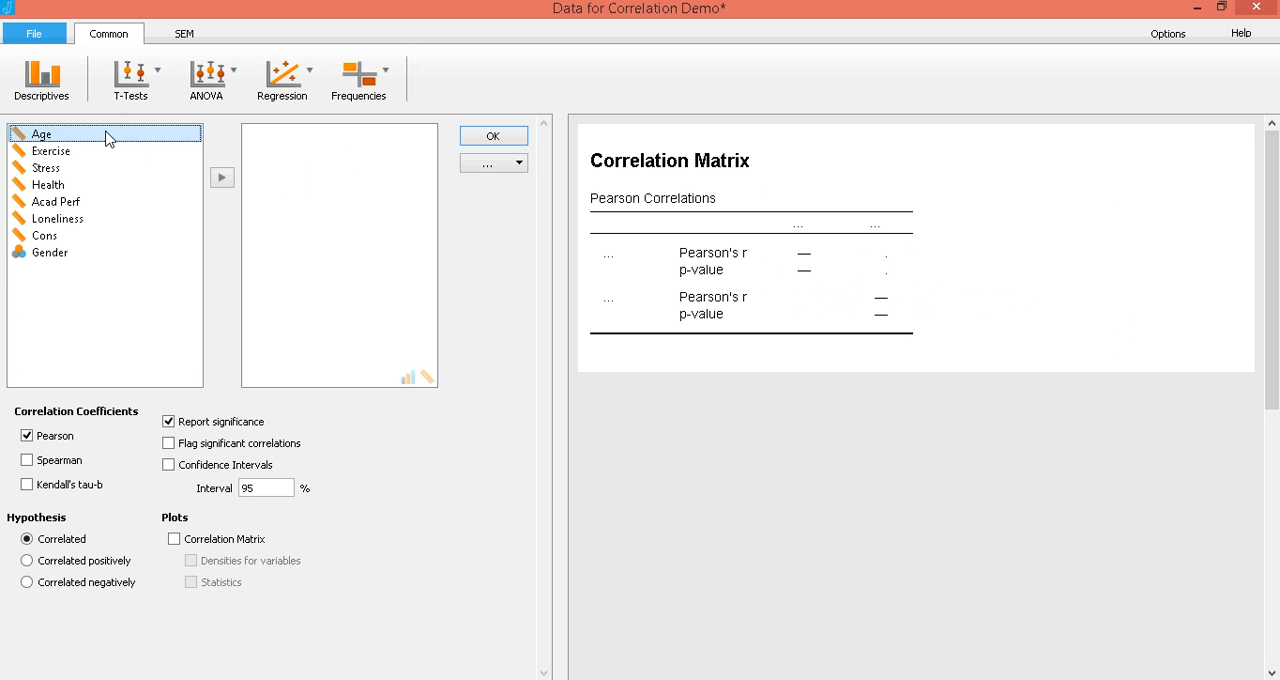 Data for Correlation Demo*
File Common SEM Options Help
Descriptives T-Tests ANOVA Regression Frequencies
Age
Exercise
Stress
Health
Acad Perf
Loneliness
Cons
Gender
OK
...
Correlation Coefficients
Pearson
Spearman
Kendall's tau-b
Report significance
Flag significant correlations
Confidence Intervals
Interval 95 %
Hypothesis
Correlated
Correlated positively
Correlated negatively
Plots
Correlation Matrix
Densities for variables
Statistics
Correlation Matrix
Pearson Correlations
... ...
... Pearson's r — .
p-value — .
... Pearson's r —
p-value —